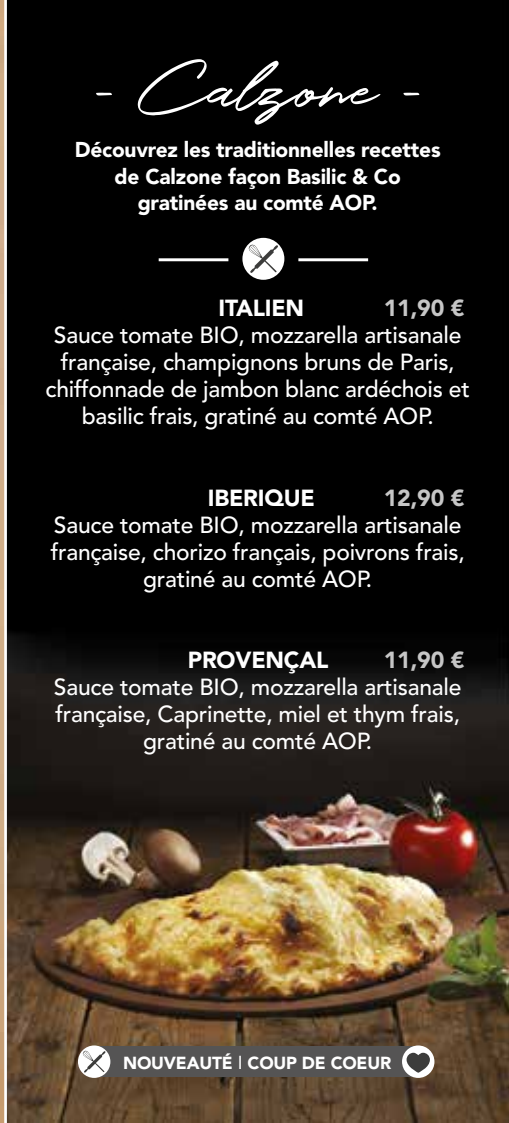 - Calzone -
Découvrez les traditionnelles recettes
de Calzone façon Basilic & Co
gratinées au comté AOP.
ITALIEN 11,90 €
Sauce tomate BIO, mozzarella artisanale
française, champignons bruns de Paris,
chiffonnade de jambon blanc ardéchois et
basilic frais, gratiné au comté AOP.
IBERIQUE 12,90 €
Sauce tomate BIO, mozzarella artisanale
française, chorizo français, poivrons frais,
gratiné au comté AOP.
PROVENÇAL 11,90 €
Sauce tomate BIO, mozzarella artisanale
française, Caprinette, miel et thym frais,
gratiné au comté AOP.
NOUVEAUTÉ | COUP DE COEUR